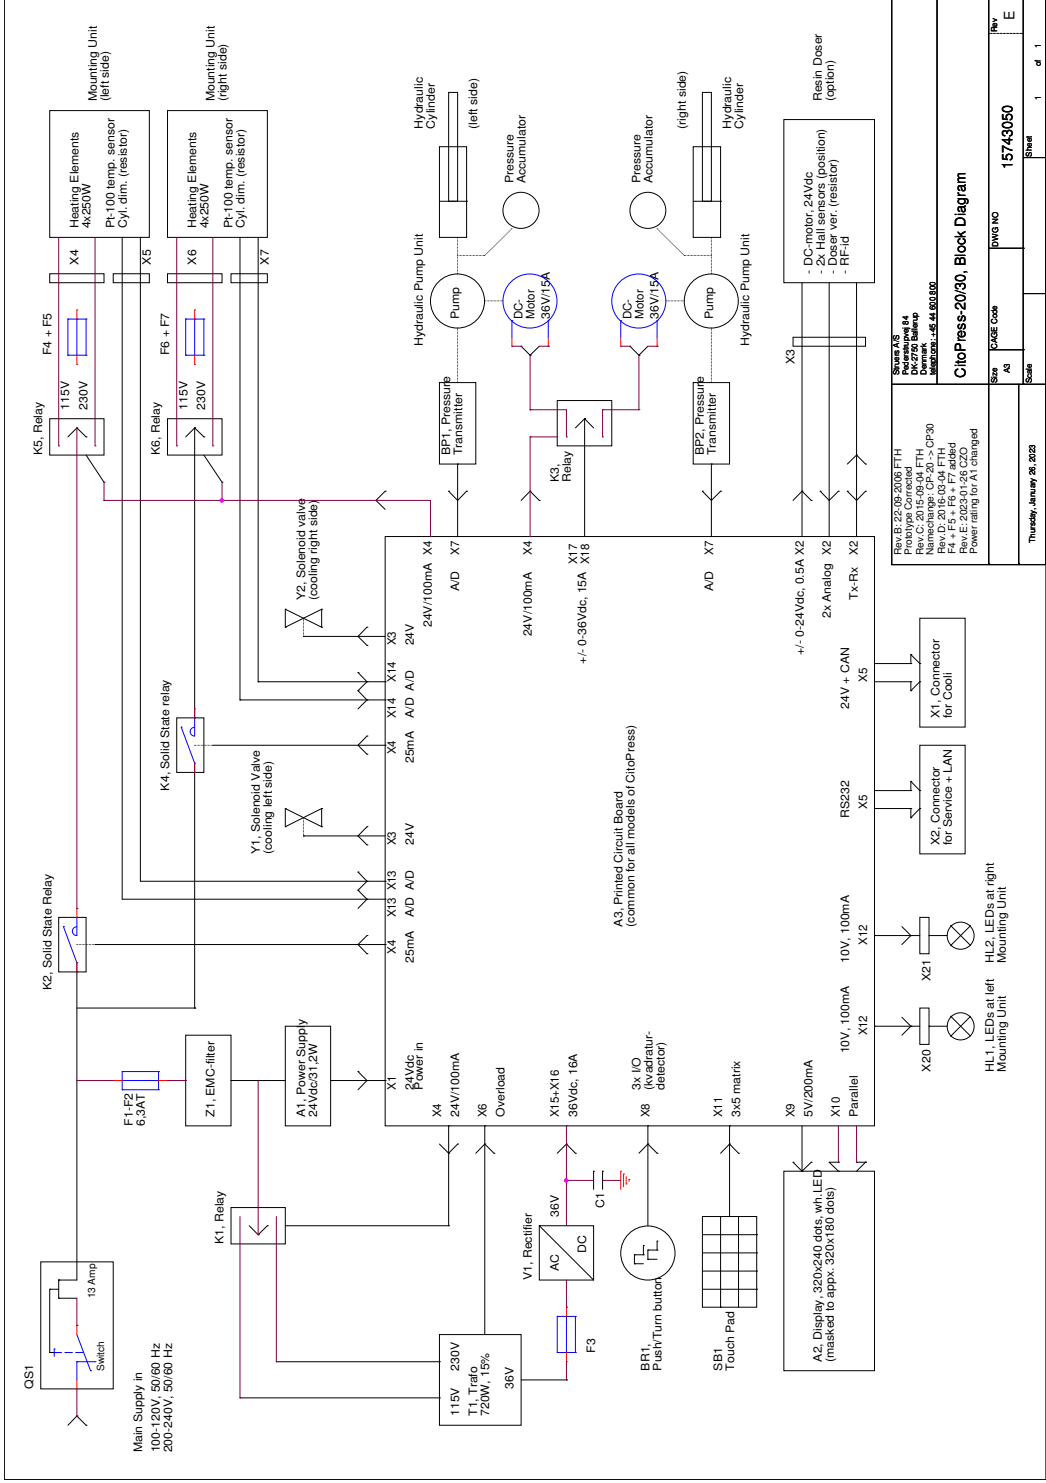 QS1
13 Amp
Switch
Main Supply in
100-120V, 50/60 Hz
200-240V, 50/60 Hz
F1-F2
6,3AT
Z1, EMC-filter
A1, Power Supply
24Vdc/31,2W
K1, Relay
K2, Solid State Relay
K4, Solid State relay
Y1, Solenoid Valve
(cooling left side)
Y2, Solenoid valve
(cooling right side)
K5, Relay
115V
230V
F4 + F5
X4
X5
Heating Elements
4x250W
Pt-100 temp. sensor
Cyl. dim. (resistor)
Mounting Unit
(left side)
K6, Relay
115V
230V
F6 + F7
X6
X7
Heating Elements
4x250W
Pt-100 temp. sensor
Cyl. dim. (resistor)
Mounting Unit
(right side)
T1, Trafo
720W, 15%
115V
230V
36V
F3
V1, Rectifier
AC
DC
36V
C1
BR1,
Push/Turn button
SB1
Touch Pad
A2, Display, 320x240 dots, wh.LED
(masked to appx. 320x180 dots)
A3, Printed Circuit Board
(common for all models of CitoPress)
X1
24Vdc
Power in
X4
25mA
X13
A/D
X13
A/D
X3
24V
X4
25mA
X14
A/D
X14
A/D
X3
24V
X4
24V/100mA
X6
Overload
X15+X16
36Vdc, 16A
X8
3x I/O
(kvadratur-
detector)
X11
3x5 matrix
X9
5V/200mA
X10
Parallel
X4
24V/100mA
X7
A/D
X4
24V/100mA
X17
X18
+/- 0-36Vdc, 15A
X7
A/D
X2
+/- 0-24Vdc, 0.5A
X2
2x Analog
X2
Tx-Rx
10V, 100mA
X12
10V, 100mA
X12
RS232
X5
24V + CAN
X5
X20
HL1, LEDs at left
Mounting Unit
X21
HL2, LEDs at right
Mounting Unit
X2, Connector
for Service + LAN
X1, Connector
for Cooli
BP1, Pressure
Transmitter
Hydraulic Pump Unit
Pump
DC-
Motor
36V/15A
Pressure
Accumulator
Hydraulic
Cylinder
(left side)
K3,
Relay
BP2, Pressure
Transmitter
Hydraulic Pump Unit
Pump
DC-
Motor
36V/15A
Pressure
Accumulator
Hydraulic
Cylinder
(right side)
X3
- DC-motor, 24Vdc
- 2x Hall sensors (position)
- Doser ver. (resistor)
- RF-id
Resin Doser
(option)
Rev.B: 22-09-2006 FTH
Prototype Corrected
Rev.C: 2015-09-04 FTH
Namechange: CP-20 -> CP30
Rev.D: 2016-03-04 FTH
F4 + F5 + F6 + F7 added
Rev.E: 2023-01-26 CZO
Power rating for A1 changed
Struers A/S
Pederstrupvej 84
DK-2750 Ballerup
Denmark
telephone: +45 44 600 800
CitoPress-20/30, Block Diagram
Size
A3
CAGE Code
DWG NO
15743050
Rev
E
Thursday, January 26, 2023
Scale
Sheet
1
of
1